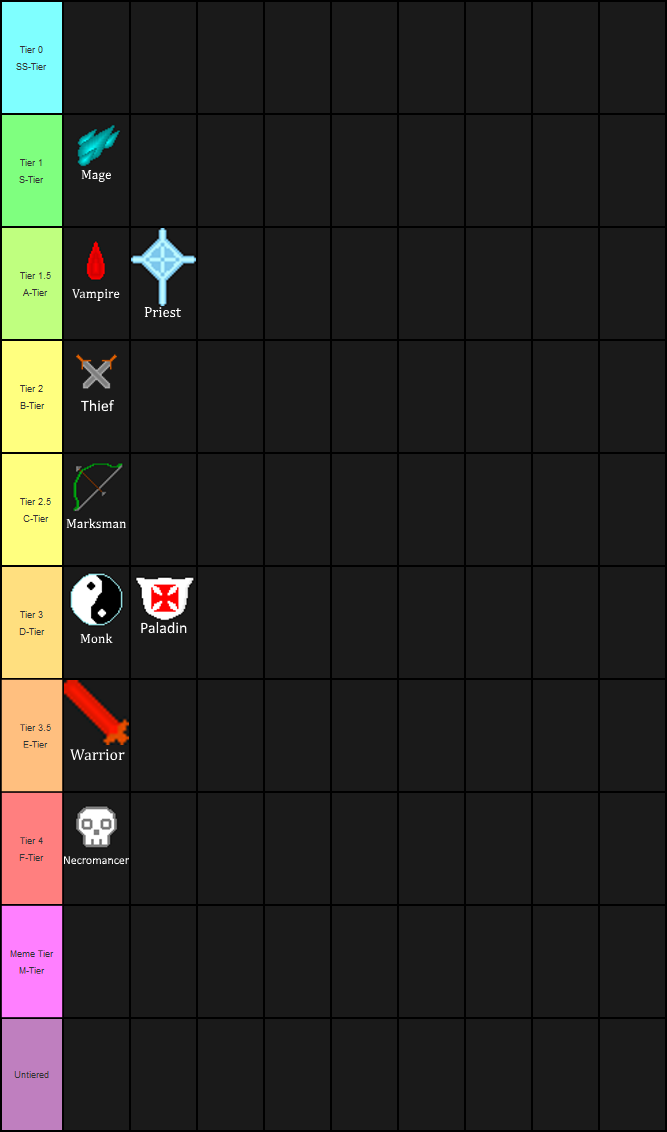 Tier 0
SS-Tier
Tier 1
S-Tier
Mage
Tier 1.5
A-Tier
Vampire
Priest
Tier 2
B-Tier
Thief
Tier 2.5
C-Tier
Marksman
Tier 3
D-Tier
Monk
Paladin
Tier 3.5
E-Tier
Warrior
Tier 4
F-Tier
Necromancer
Meme Tier
M-Tier
Untiered